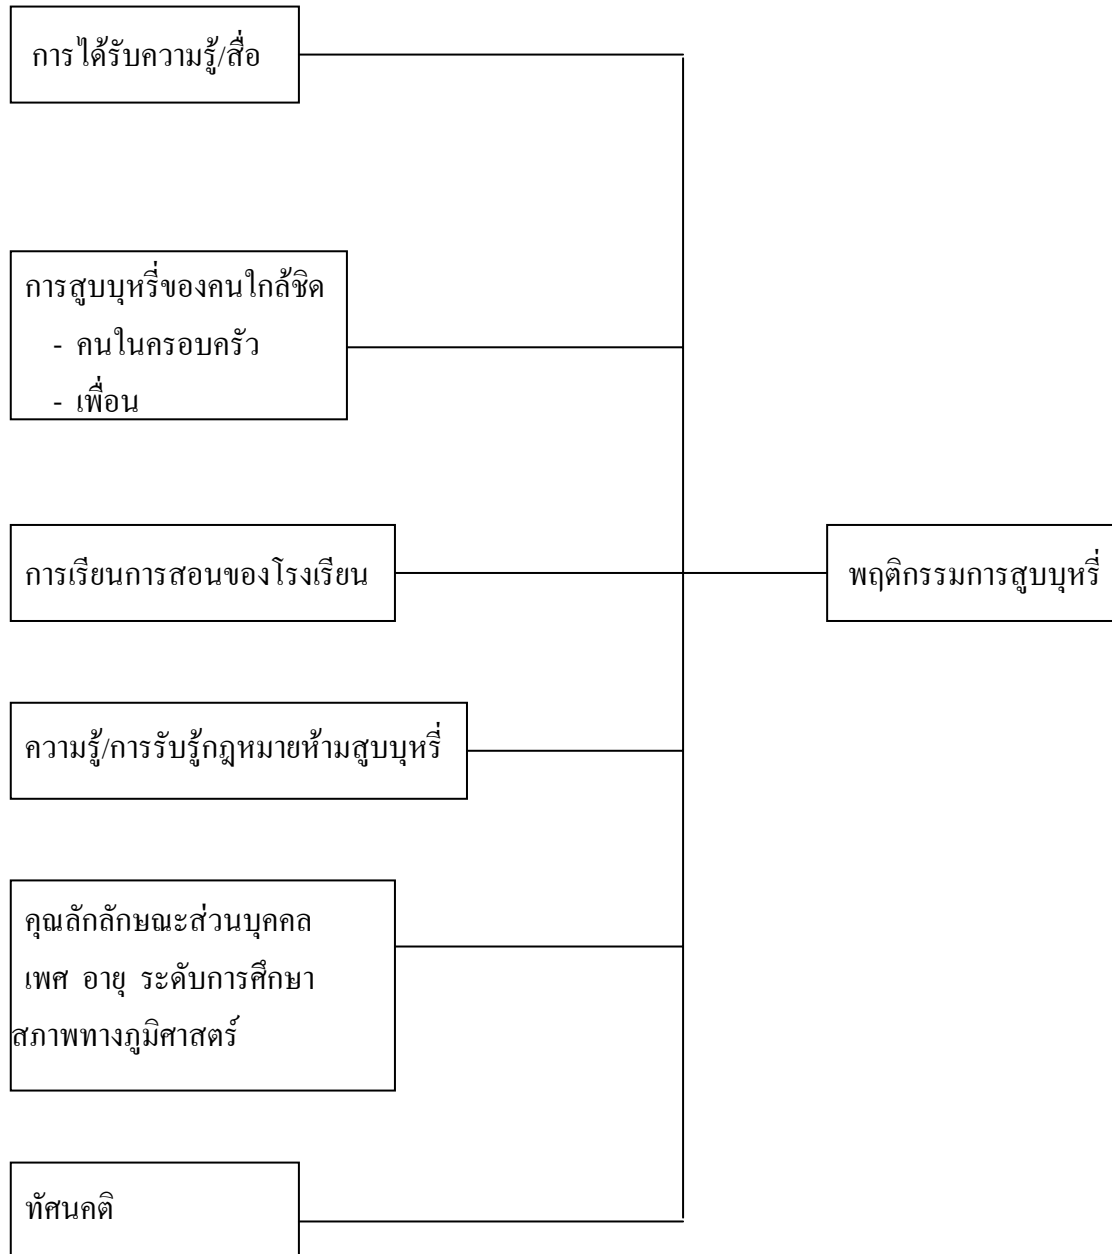 การได้รับความรู้/สื่อ
การสูบบุหรี่ของคนใกล้ชิด
- คนในครอบครัว
- เพื่อน
การเรียนการสอนของโรงเรียน
พฤติกรรมการสูบบุหรี่
ความรู้/การรับรู้กฎหมายห้ามสูบบุหรี่
คุณลักลักษณะส่วนบุคคล
เพศ อายุ ระดับการศึกษา
สภาพทางภูมิศาสตร์
ทัศนคติ